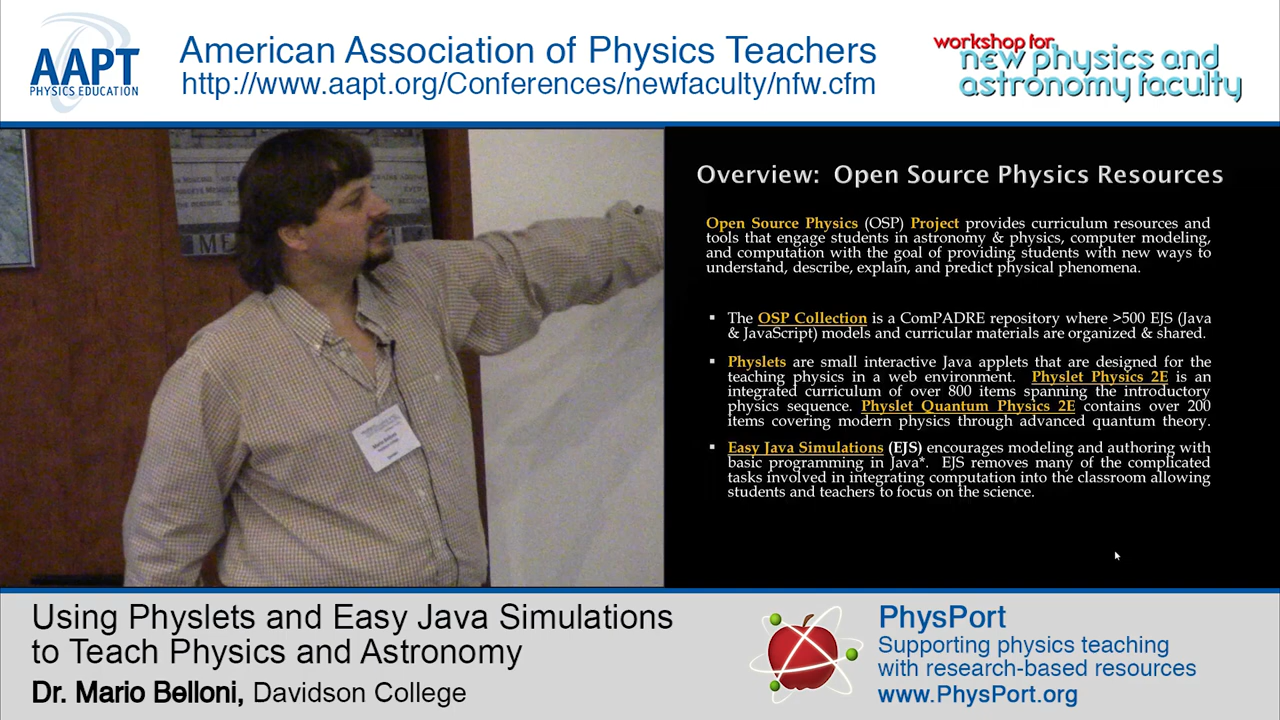 AAPT
PHYSICS EDUCATION
American Association of Physics Teachers
http://www.aapt.org/Conferences/newfaculty/nfw.cfm
workshop for
new physics and
astronomy faculty
Overview: Open Source Physics Resources
Open Source Physics (OSP) Project provides curriculum resources and
tools that engage students in astronomy & physics, computer modeling,
and computation with the goal of providing students with new ways to
understand, describe, explain, and predict physical phenomena.
▪ The OSP Collection is a ComPADRE repository where >500 EJS (Java
& JavaScript) models and curricular materials are organized & shared.
▪ Physlets are small interactive Java applets that are designed for the
teaching physics in a web environment. Physlet Physics 2E is an
integrated curriculum of over 800 items spanning the introductory
physics sequence. Physlet Quantum Physics 2E contains over 200
items covering modern physics through advanced quantum theory.
▪ Easy Java Simulations (EJS) encourages modeling and authoring with
basic programming in Java*. EJS removes many of the complicated
tasks involved in integrating computation into the classroom allowing
students and teachers to focus on the science.
Using Physlets and Easy Java Simulations
to Teach Physics and Astronomy
Dr. Mario Belloni, Davidson College
PhysPort
Supporting physics teaching
with research-based resources
www.PhysPort.org